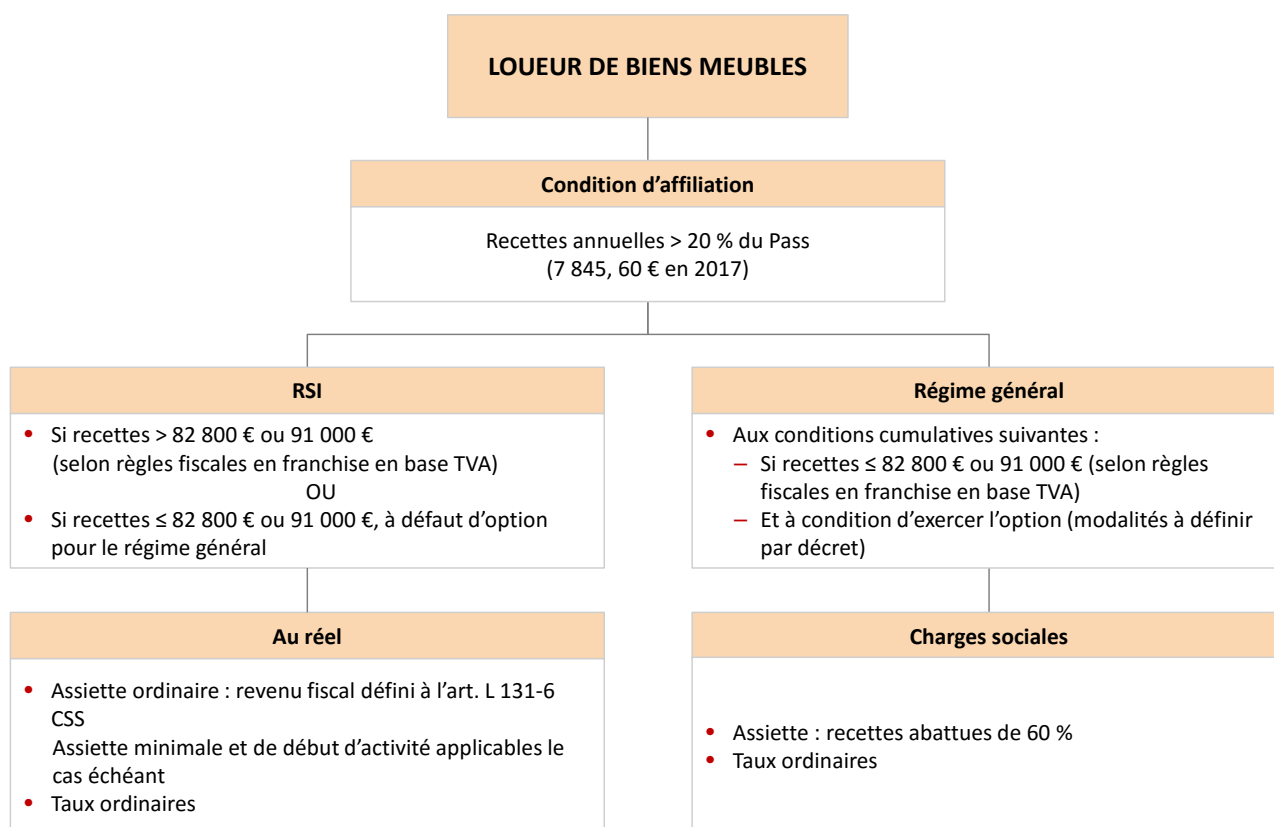 LOUEUR DE BIENS MEUBLES
Condition d’affiliation
Recettes annuelles > 20 % du Pass
(7 845, 60 € en 2017)
RSI
• Si recettes > 82 800 € ou 91 000 €
(selon règles fiscales en franchise en base TVA)
OU
• Si recettes ≤ 82 800 € ou 91 000 €, à défaut d’option
pour le régime général
Régime général
• Aux conditions cumulatives suivantes :
– Si recettes ≤ 82 800 € ou 91 000 € (selon règles
fiscales en franchise en base TVA)
– Et à condition d’exercer l’option (modalités à définir
par décret)
Au réel
• Assiette ordinaire : revenu fiscal défini à l’art. L 131-6
CSS
Assiette minimale et de début d’activité applicables le
cas échéant
• Taux ordinaires
Charges sociales
• Assiette : recettes abattues de 60 %
• Taux ordinaires